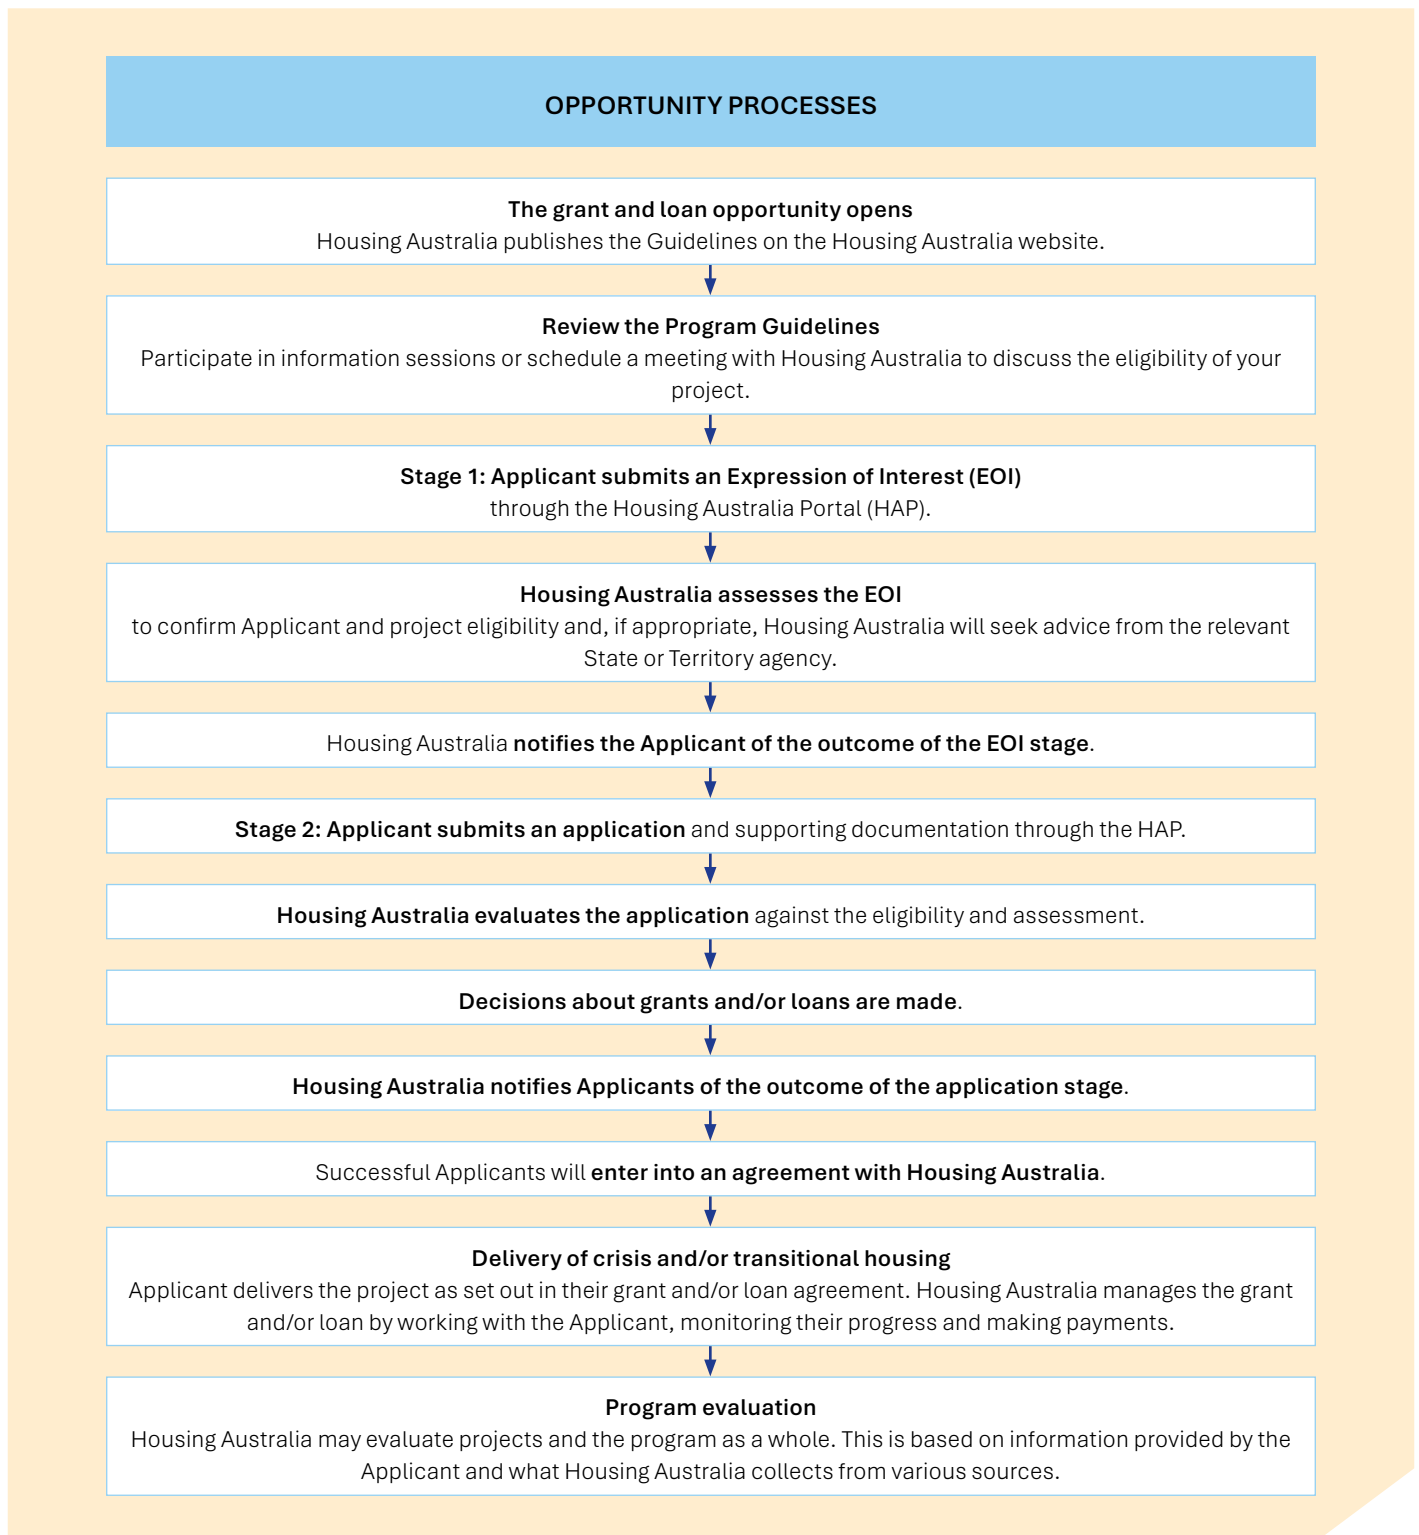 OPPORTUNITY PROCESSES
The grant and loan opportunity opens
Housing Australia publishes the Guidelines on the Housing Australia website.
Review the Program Guidelines
Participate in information sessions or schedule a meeting with Housing Australia to discuss the eligibility of your
project.
Stage 1: Applicant submits an Expression of Interest (EOI)
through the Housing Australia Portal (HAP).
Housing Australia assesses the EOI
to confirm Applicant and project eligibility and, if appropriate, Housing Australia will seek advice from the relevant
State or Territory agency.
Housing Australia notifies the Applicant of the outcome of the EOI stage.
Stage 2: Applicant submits an application and supporting documentation through the HAP.
Housing Australia evaluates the application against the eligibility and assessment.
Decisions about grants and/or loans are made.
Housing Australia notifies Applicants of the outcome of the application stage.
Successful Applicants will enter into an agreement with Housing Australia.
Delivery of crisis and/or transitional housing
Applicant delivers the project as set out in their grant and/or loan agreement. Housing Australia manages the grant
and/or loan by working with the Applicant, monitoring their progress and making payments.
Program evaluation
Housing Australia may evaluate projects and the program as a whole. This is based on information provided by the
Applicant and what Housing Australia collects from various sources.